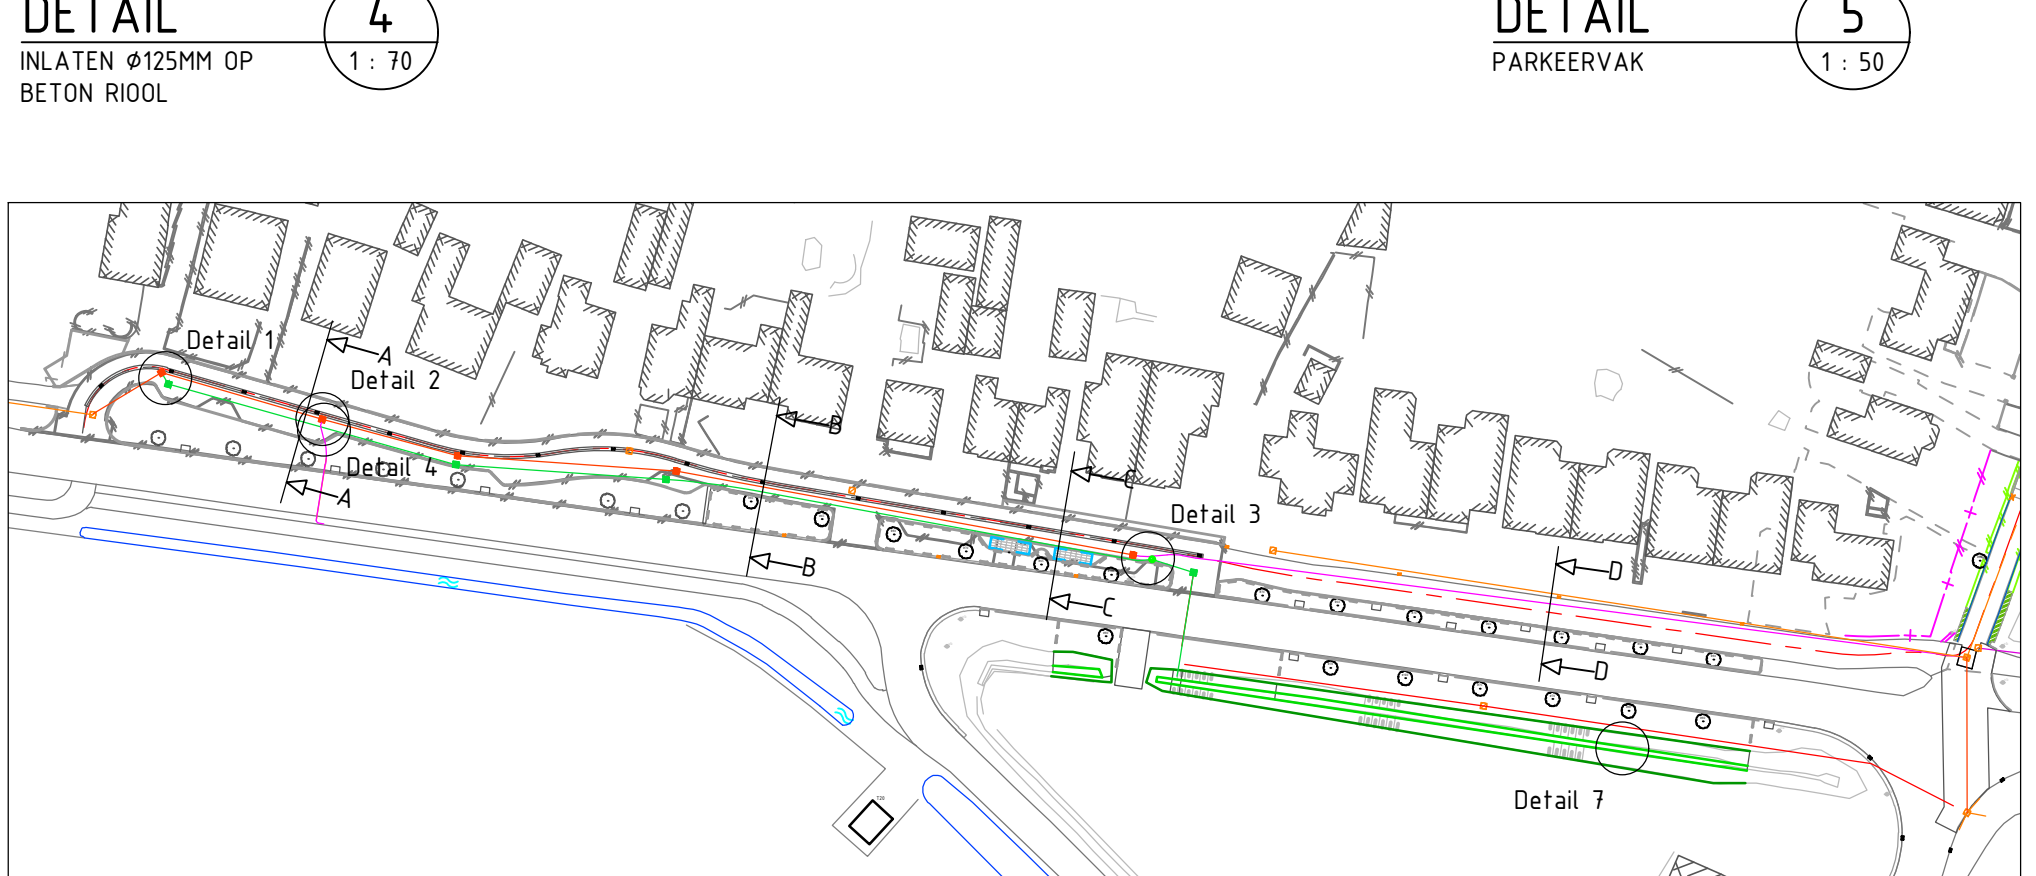 DETAIL 4
INLATEN Ø125MM OP 1 : 70
BETON RIOOL
DETAIL 5
PARKEERVAK 1 : 50
Detail 1
A
Detail 2
B
Detail 4
A
C
Detail 3
B
D
C
D
Detail 7